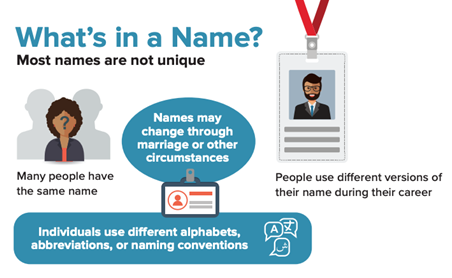 What's in a Name?
Most names are not unique
Names may
change through
marriage or other
circumstances
Many people have
the same name
People use different versions of
their name during their career
Individuals use different alphabets,
abbreviations, or naming conventions
A 文
ش